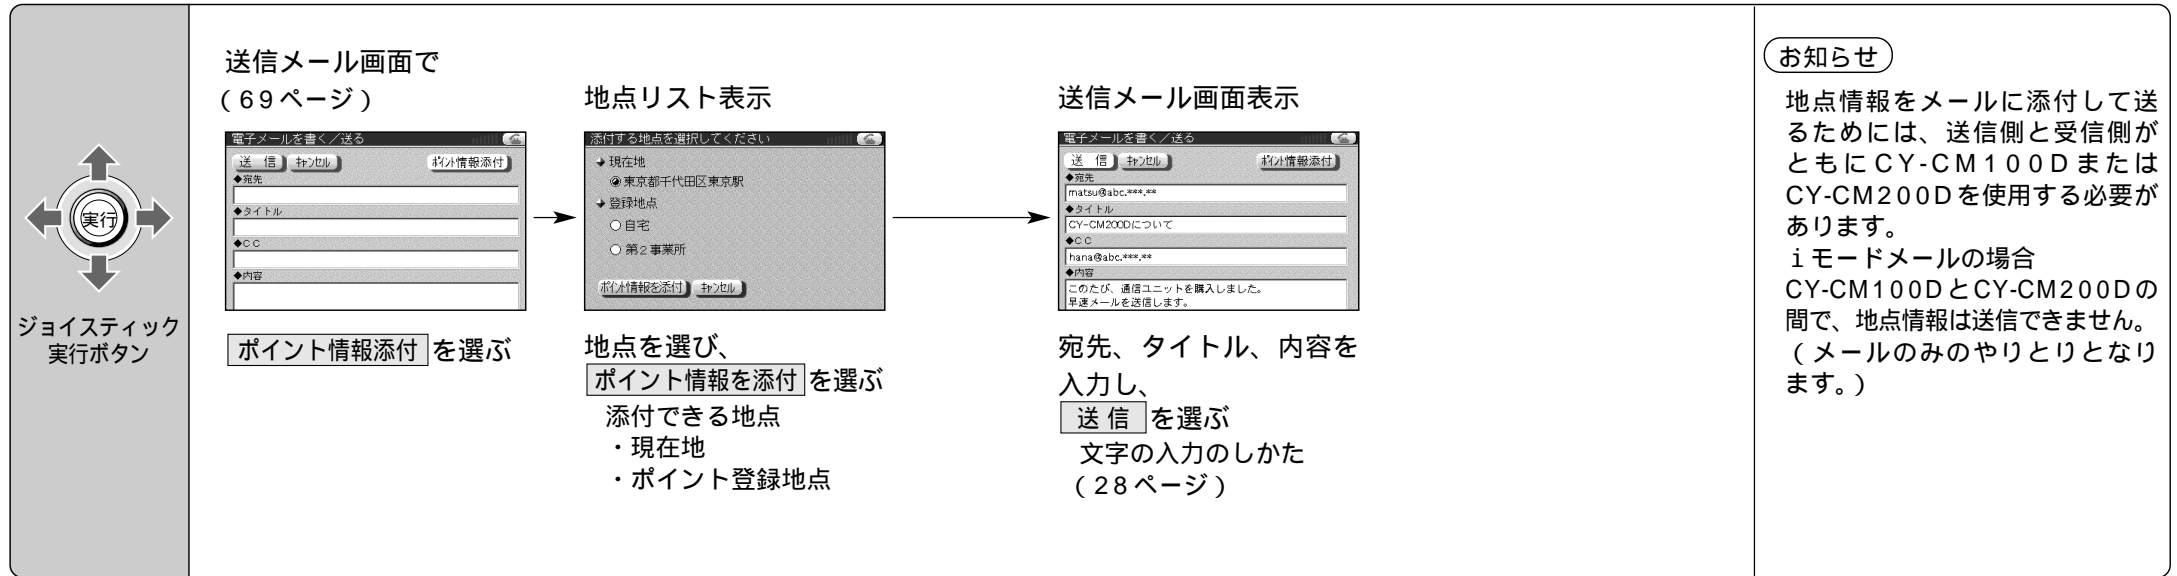 実行
ジョイスティック
実行ボタン
送信メール画面で
(69ページ)
電子メールを書く/送る
送 信 ｷｬﾝｾﾙ ﾎﾟｲﾝﾄ情報添付
◆宛先
◆タイトル
◆CC
◆内容
ポイント情報添付 を選ぶ
地点リスト表示
添付する地点を選択してください
現在地
東京都千代田区東京駅
登録地点
自宅
第2事業所
ﾎﾟｲﾝﾄ情報を添付 ｷｬﾝｾﾙ
地点を選び、
ポイント情報を添付 を選ぶ
添付できる地点
・現在地
・ポイント登録地点
送信メール画面表示
電子メールを書く/送る
送 信 ｷｬﾝｾﾙ ﾎﾟｲﾝﾄ情報添付
◆宛先
matsu@abc.***.**
◆タイトル
CY-CM200Dについて
◆CC
hana@abc.***.**
◆内容
このたび、通信ユニットを購入しました。
早速メールを送信します。
宛先、タイトル、内容を
入力し、
送 信 を選ぶ
文字の入力のしかた
(28ページ)
お知らせ
地点情報をメールに添付して送
るためには、送信側と受信側が
ともにCY-CM100Dまたは
CY-CM200Dを使用する必要が
あります。
iモードメールの場合
CY-CM100DとCY-CM200Dの
間で、地点情報は送信できません。
(メールのみのやりとりとなり
ます。)